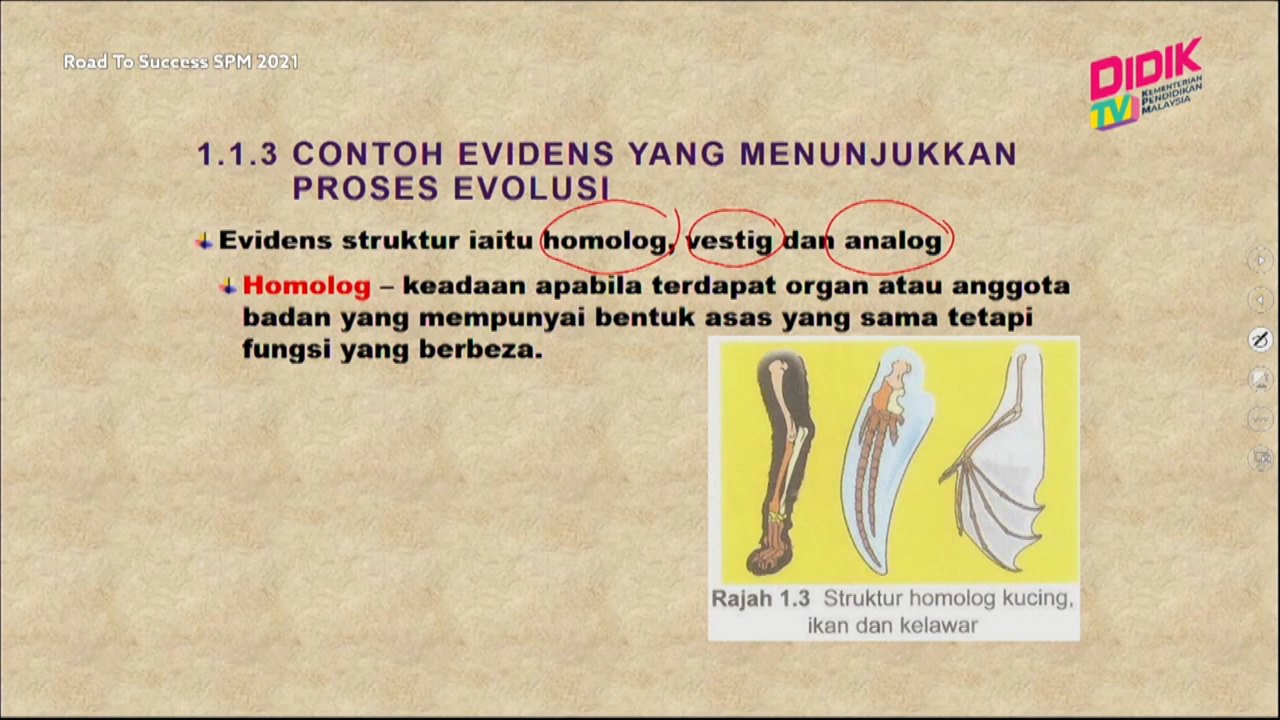 Road To Success SPM 2021
DIDIK
TV
KEMENTERIAN
PENDIDIKAN
MALAYSIA
1.1.3 CONTOH EVIDENS YANG MENUNJUKKAN
PROSES EVOLUSI
Evidens struktur iaitu homolog, vestig dan analog
Homolog – keadaan apabila terdapat organ atau anggota
badan yang mempunyai bentuk asas yang sama tetapi
fungsi yang berbeza.
Rajah 1.3 Struktur homolog kucing,
ikan dan kelawar